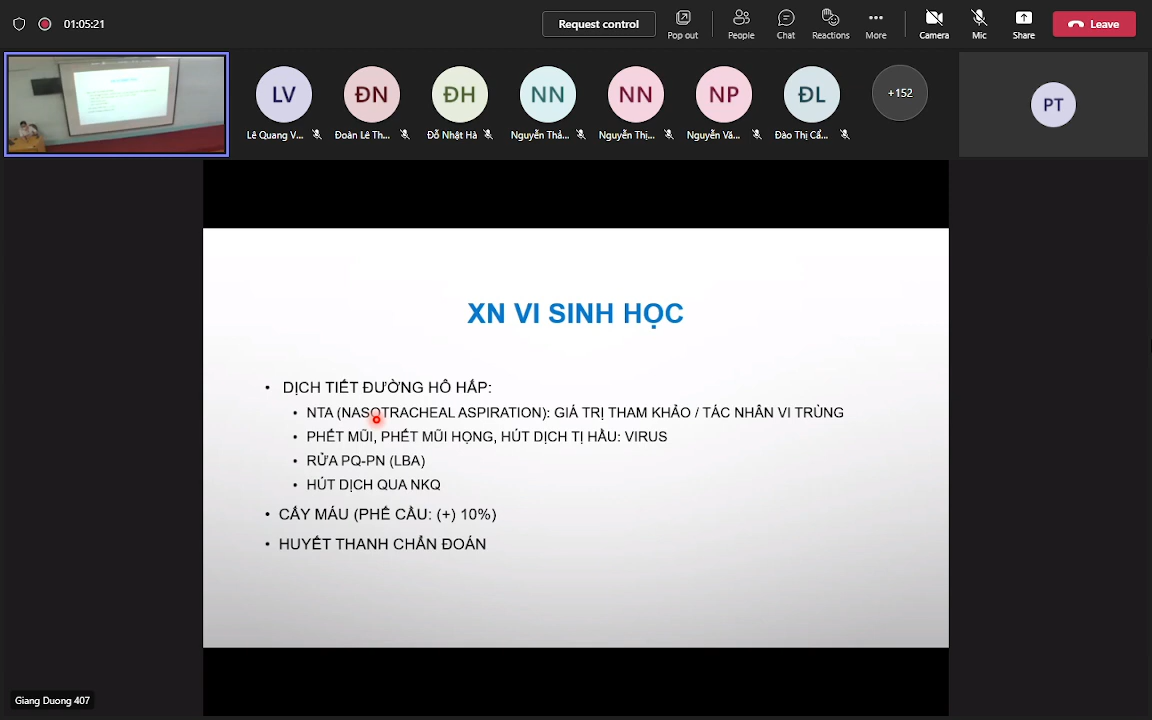 01:05:21
Request control
Pop out
People
Chat
Reactions
More
Camera
Mic
Share
Leave
LV
ĐN
ĐH
NN
NN
NP
ĐL
+152
PT
Lê Quang V...
Đoàn Lê Th...
Đỗ Nhật Hà
Nguyễn Thả...
Nguyễn Thị...
Nguyễn Vă...
Đào Thị Cẩ...
XN VI SINH HỌC
• DỊCH TIẾT ĐƯỜNG HÔ HẤP:
• NTA (NASOTRACHEAL ASPIRATION): GIÁ TRỊ THAM KHẢO / TÁC NHÂN VI TRÙNG
• PHẾT MŨI, PHẾT MŨI HỌNG, HÚT DỊCH TỊ HẦU: VIRUS
• RỬA PQ-PN (LBA)
• HÚT DỊCH QUA NKQ
• CẤY MÁU (PHẾ CẦU: (+) 10%)
• HUYẾT THANH CHẨN ĐOÁN
Giang Duong 407